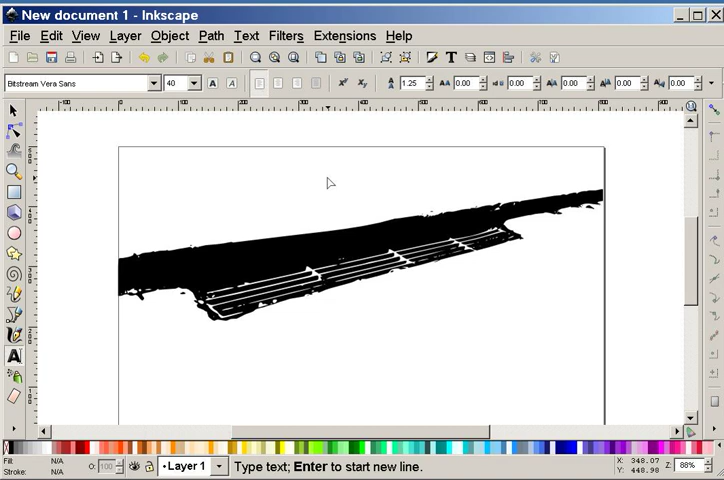 New document 1 - Inkscape
File Edit View Layer Object Path Text Filters Extensions Help
Bitstream Vera Sans 40 1.25 0.00 0.00 0.00 0.00 0.00
Fill: N/A
Stroke: N/A
O: 100
Layer 1
Type text; Enter to start new line.
X: 348.07
Y: 448.98
Z: 88%